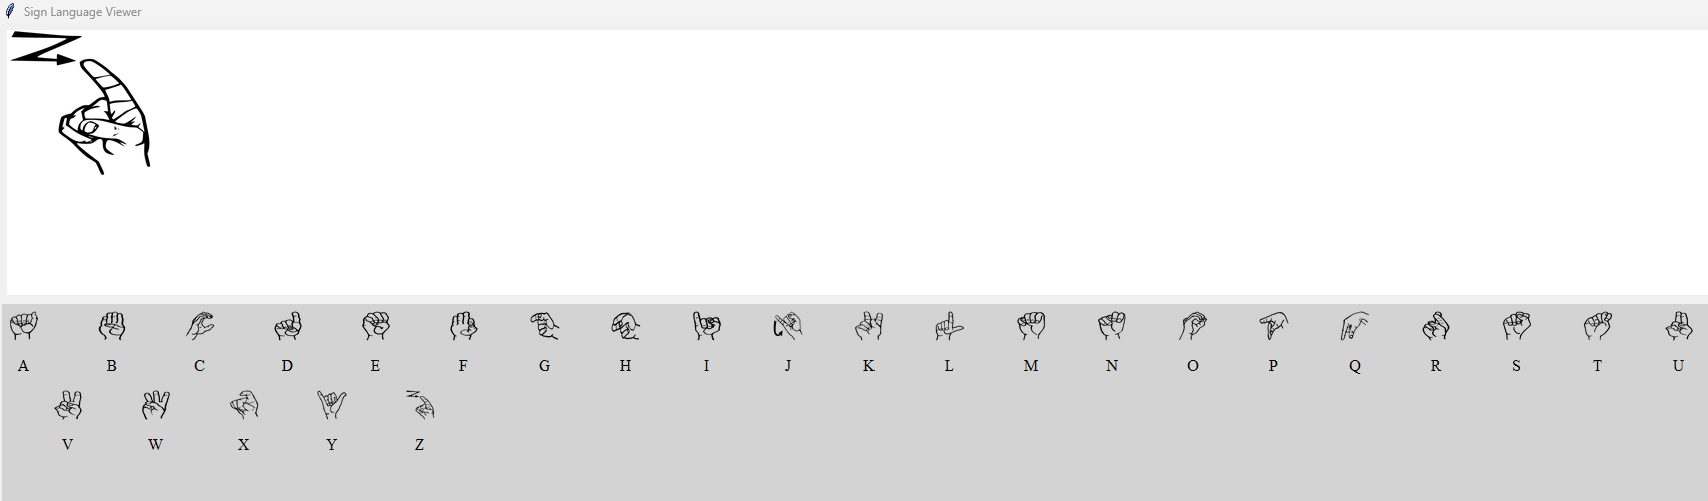 Sign Language Viewer
Z
A B C D E F G H I J K L M N O P Q R S T U
V W X Y Z